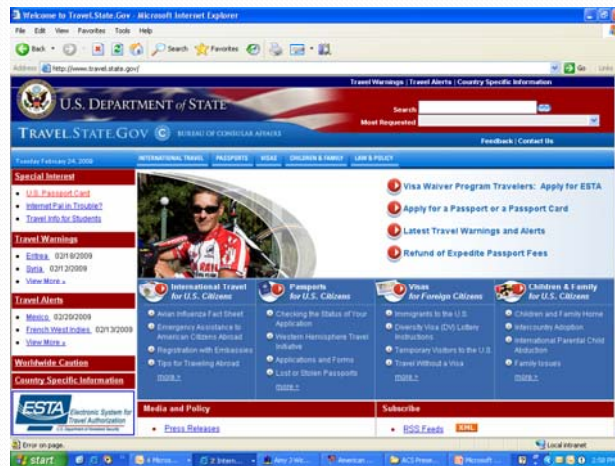 Welcome to Travel.State.Gov - Microsoft Internet Explorer
File Edit View Favorites Tools Help
Back Search Favorites
Address http://www.travel.state.gov/ Go Links
Travel Warnings | Travel Alerts | Country Specific Information
U.S. DEPARTMENT of STATE
Search
Most Requested
TRAVEL.STATE.GOV C BUREAU OF CONSULAR AFFAIRS
Feedback | Contact Us
Tuesday February 24, 2009
INTERNATIONAL TRAVEL PASSPORTS VISAS CHILDREN & FAMILY LAW & POLICY
Special Interest
U.S. Passport Card
Internet Pal in Trouble?
Travel Info for Students
Travel Warnings
Eritrea 02/18/2009
Syria 02/12/2009
View More »
Travel Alerts
Mexico 02/20/2009
French West Indies 02/13/2009
View More »
Worldwide Caution
Country Specific Information
ESTA Electronic System for
Travel Authorization
Visa Waiver Program Travelers: Apply for ESTA
Apply for a Passport or a Passport Card
Latest Travel Warnings and Alerts
Refund of Expedite Passport Fees
International Travel
for U.S. Citizens
Avian Influenza Fact Sheet
Emergency Assistance to
American Citizens Abroad
Registration with Embassies
Tips for Traveling Abroad
more »
Passports
for U.S. Citizens
Checking the Status of Your
Application
Western Hemisphere Travel
Initiative
Applications and Forms
Lost or Stolen Passports
more »
Visas
for Foreign Citizens
Immigrants to the U.S.
Diversity Visa (DV) Lottery
Instructions
Temporary Visitors to the U.S.
Travel Without a Visa
more »
Children & Family
for U.S. Citizens
Children and Family Home
Intercountry Adoption
International Parental Child
Abduction
Family Issues
more »
Media and Policy
Press Releases
Subscribe
RSS Feeds XML
Error on page. Local intranet
start 4 Micros... 2 Intern... Amy 3 Wc... American ... ACS Prese... Microsoft ...